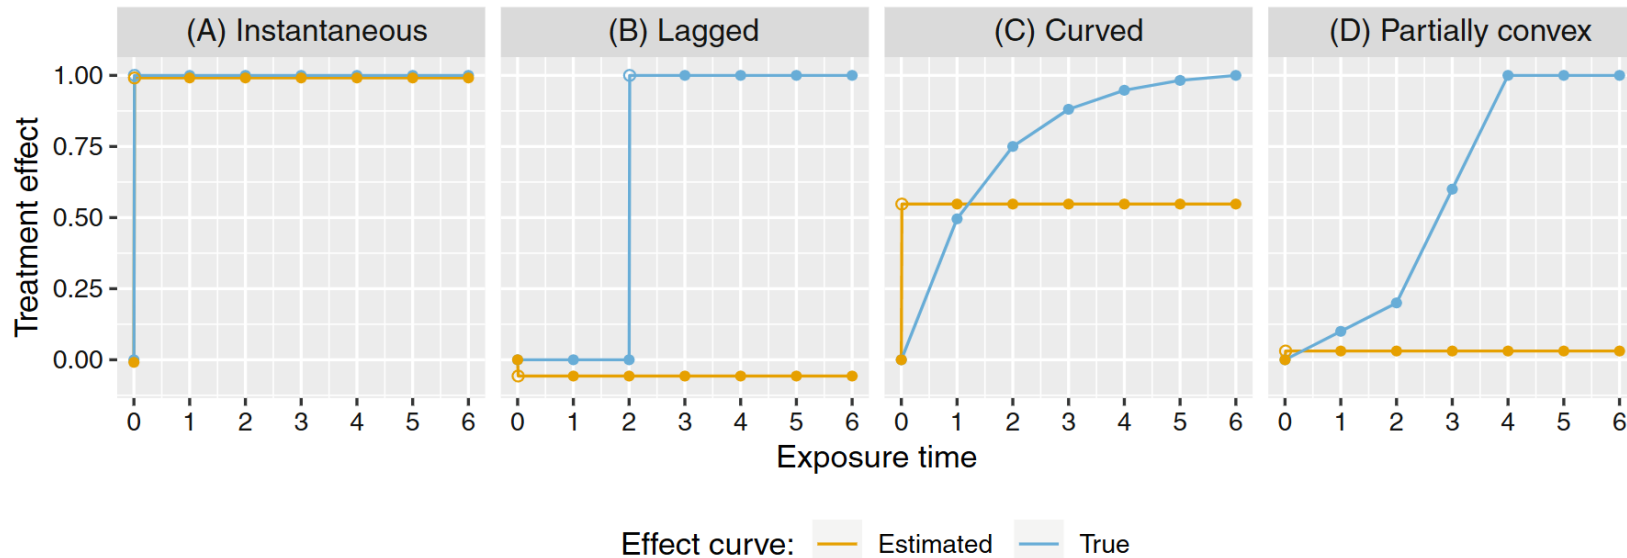 (A) Instantaneous
(B) Lagged
(C) Curved
(D) Partially convex
Treatment effect
1.00
0.75
0.50
0.25
0.00
0 1 2 3 4 5 6
0 1 2 3 4 5 6
0 1 2 3 4 5 6
0 1 2 3 4 5 6
Exposure time
Effect curve: Estimated True